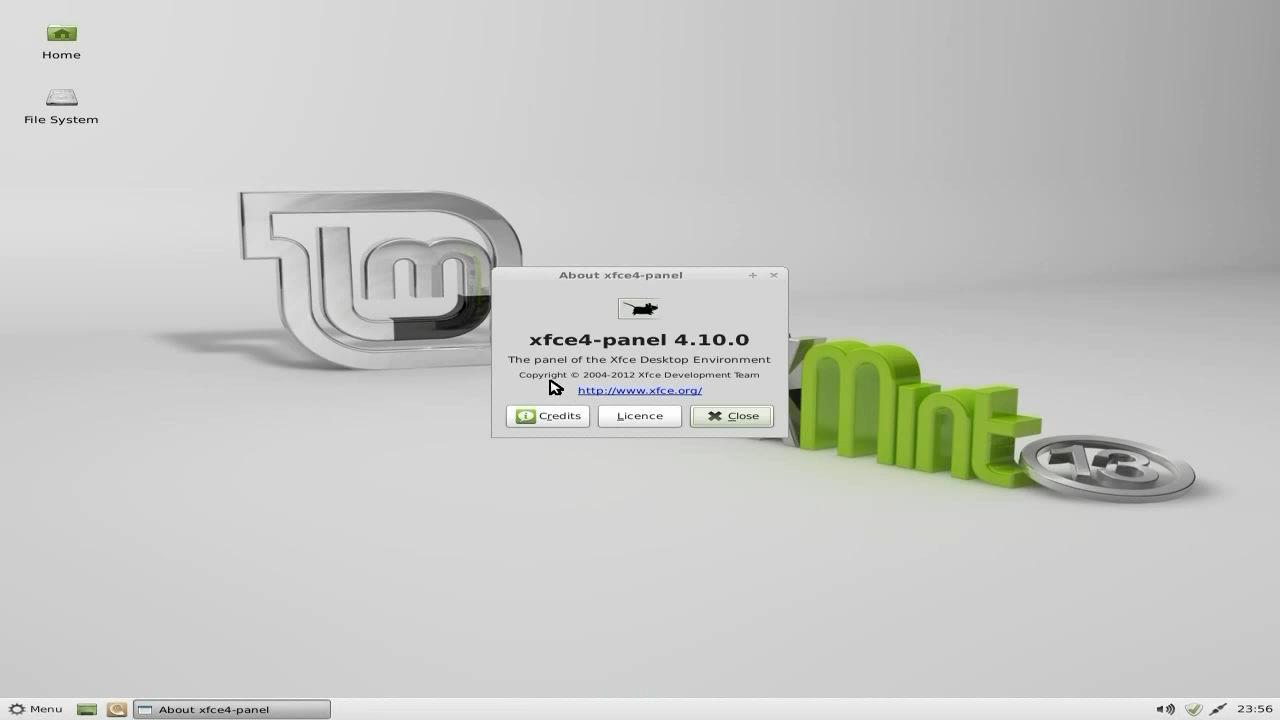 Home
File System
lm
About xfce4-panel
xfce4-panel 4.10.0
The panel of the Xfce Desktop Environment
Copyright © 2004-2012 Xfce Development Team
http://www.xfce.org/
Credits
Licence
Close
Mint
13
Menu
About xfce4-panel
23:56